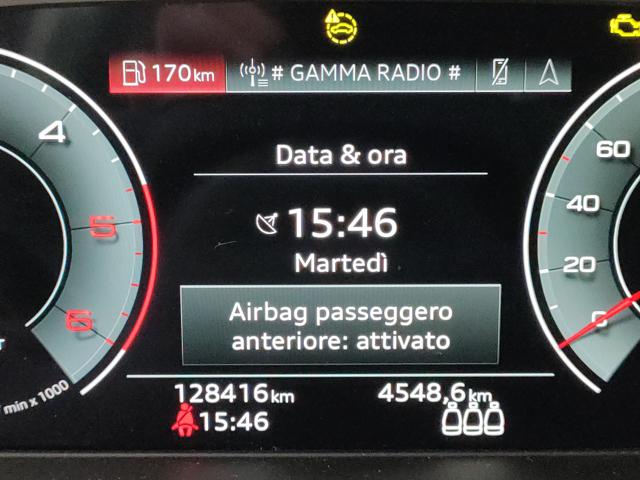 170km
# GAMMA RADIO #
4
5
6
min x 1000
60
40
20
0
Data & ora
15:46
Martedì
Airbag passeggero
anteriore: attivato
128416km
4548,6km
15:46